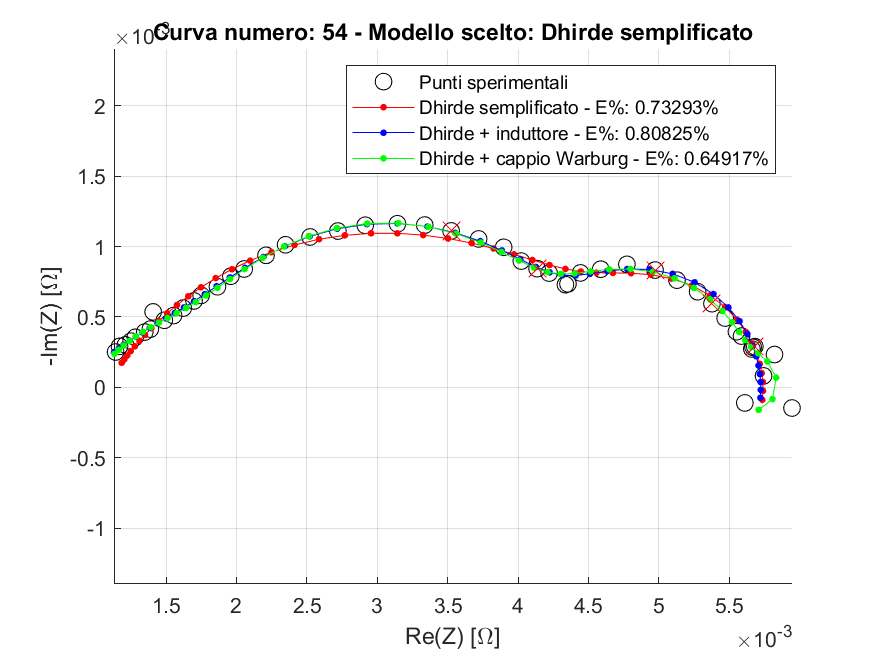 Curva numero: 54 - Modello scelto: Dhirde semplificato
×10⁻³
Punti sperimentali
Dhirde semplificato - E%: 0.73293%
Dhirde + induttore - E%: 0.80825%
Dhirde + cappio Warburg - E%: 0.64917%
2
1.5
1
0.5
0
-0.5
-1
-Im(Z) [Ω]
1.5 2 2.5 3 3.5 4 4.5 5 5.5
Re(Z) [Ω]
×10⁻³